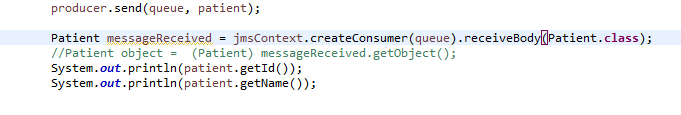 producer.send(queue, patient);
Patient messageReceived = jmsContext.createConsumer(queue).receiveBody(Patient.class);
//Patient object =  (Patient) messageReceived.getObject();
System.out.println(patient.getId());
System.out.println(patient.getName());